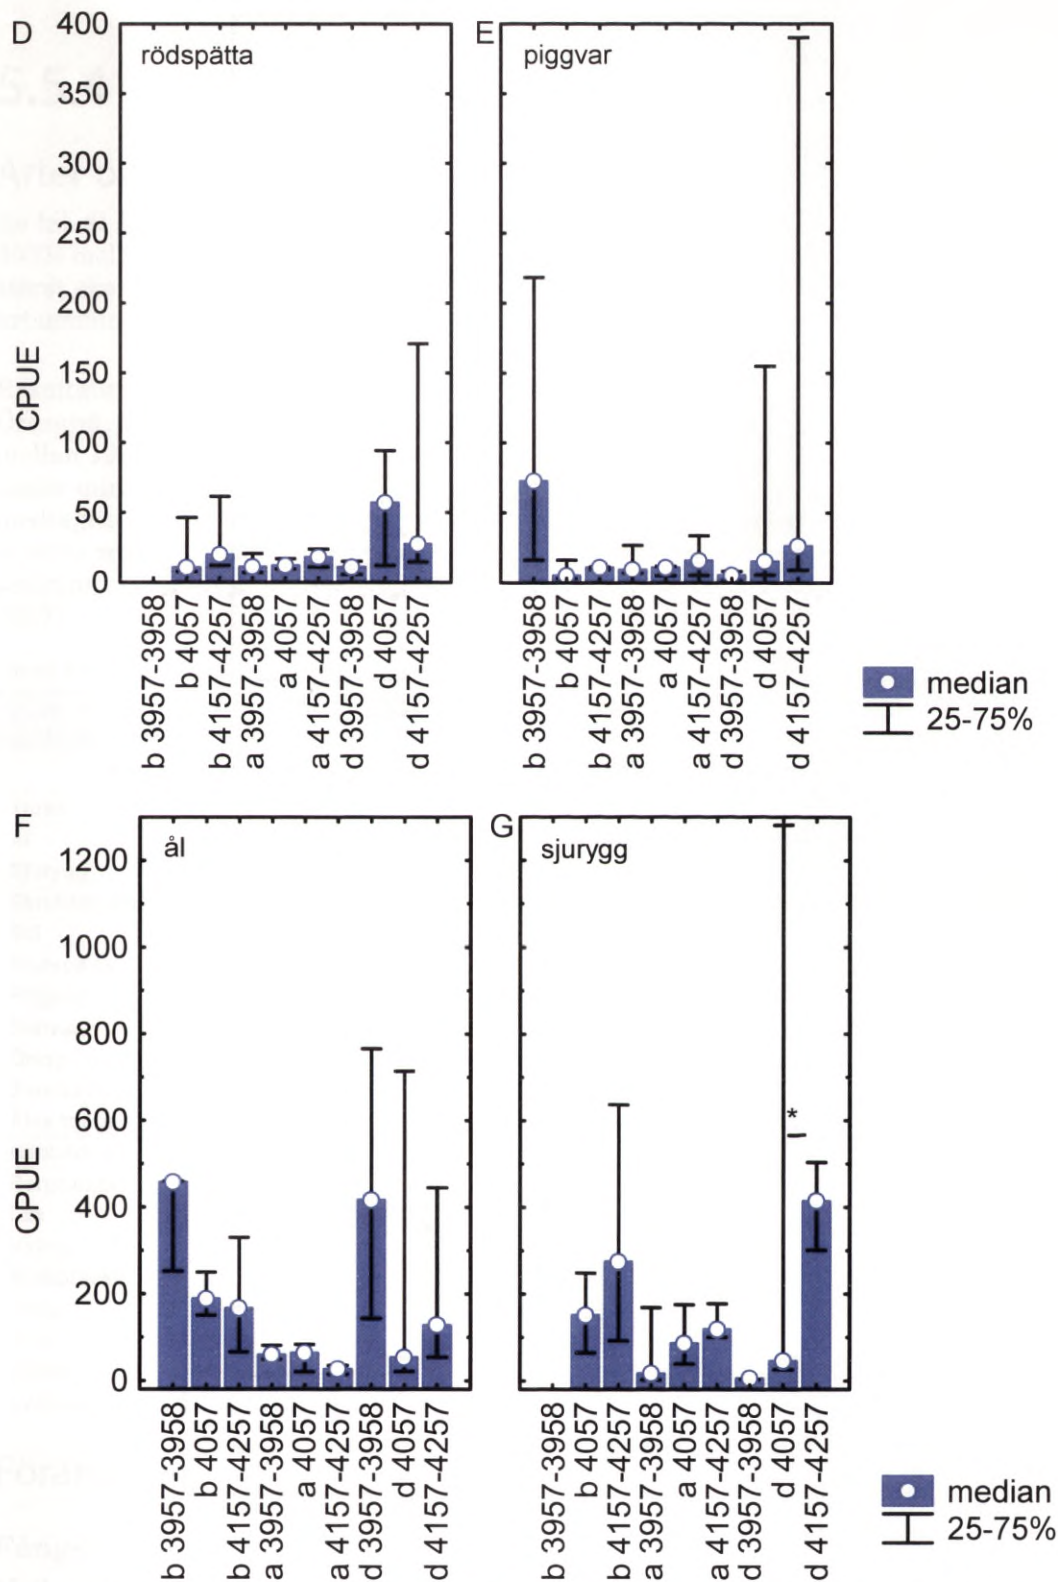 D
rödspätta
400
350
300
250
200
150
100
50
0
CPUE
b 3957-3958
b 4057
b 4157-4257
a 3957-3958
a 4057
a 4157-4257
d 3957-3958
d 4057
d 4157-4257
E
piggvar
b 3957-3958
b 4057
b 4157-4257
a 3957-3958
a 4057
a 4157-4257
d 3957-3958
d 4057
d 4157-4257
median
25-75%
F
ål
1200
1000
800
600
400
200
0
CPUE
b 3957-3958
b 4057
b 4157-4257
a 3957-3958
a 4057
a 4157-4257
d 3957-3958
d 4057
d 4157-4257
G
sjurygg
*
b 3957-3958
b 4057
b 4157-4257
a 3957-3958
a 4057
a 4157-4257
d 3957-3958
d 4057
d 4157-4257
median
25-75%